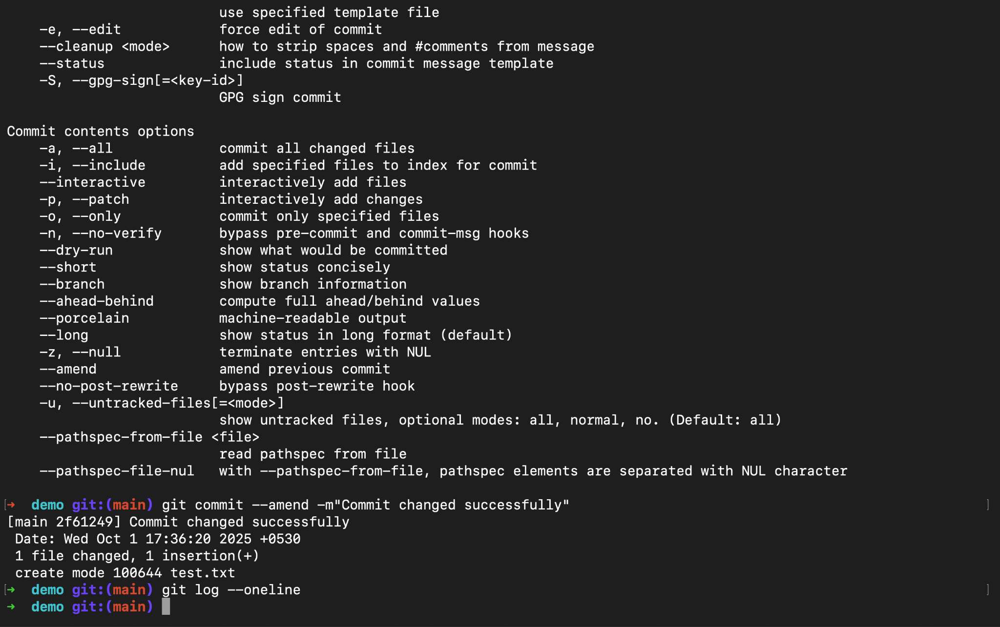 use specified template file
-e, --edit force edit of commit
--cleanup <mode> how to strip spaces and #comments from message
--status include status in commit message template
-S, --gpg-sign[=<key-id>]
GPG sign commit
Commit contents options
-a, --all commit all changed files
-i, --include add specified files to index for commit
--interactive interactively add files
-p, --patch interactively add changes
-o, --only commit only specified files
-n, --no-verify bypass pre-commit and commit-msg hooks
--dry-run show what would be committed
--short show status concisely
--branch show branch information
--ahead-behind compute full ahead/behind values
--porcelain machine-readable output
--long show status in long format (default)
-z, --null terminate entries with NUL
--amend amend previous commit
--no-post-rewrite bypass post-rewrite hook
-u, --untracked-files[=<mode>]
show untracked files, optional modes: all, normal, no. (Default: all)
--pathspec-from-file <file>
read pathspec from file
--pathspec-file-nul with --pathspec-from-file, pathspec elements are separated with NUL character
[➜ demo git:(main) git commit --amend -m"Commit changed successfully" ]
[main 2f61249] Commit changed successfully
Date: Wed Oct 1 17:36:20 2025 +0530
1 file changed, 1 insertion(+)
create mode 100644 test.txt
[➜ demo git:(main) git log --oneline ]
➜ demo git:(main)